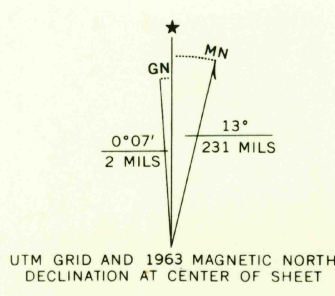 ★
MN
GN
0°07'
2 MILS
13°
231 MILS
UTM GRID AND 1963 MAGNETIC NORTH
DECLINATION AT CENTER OF SHEET